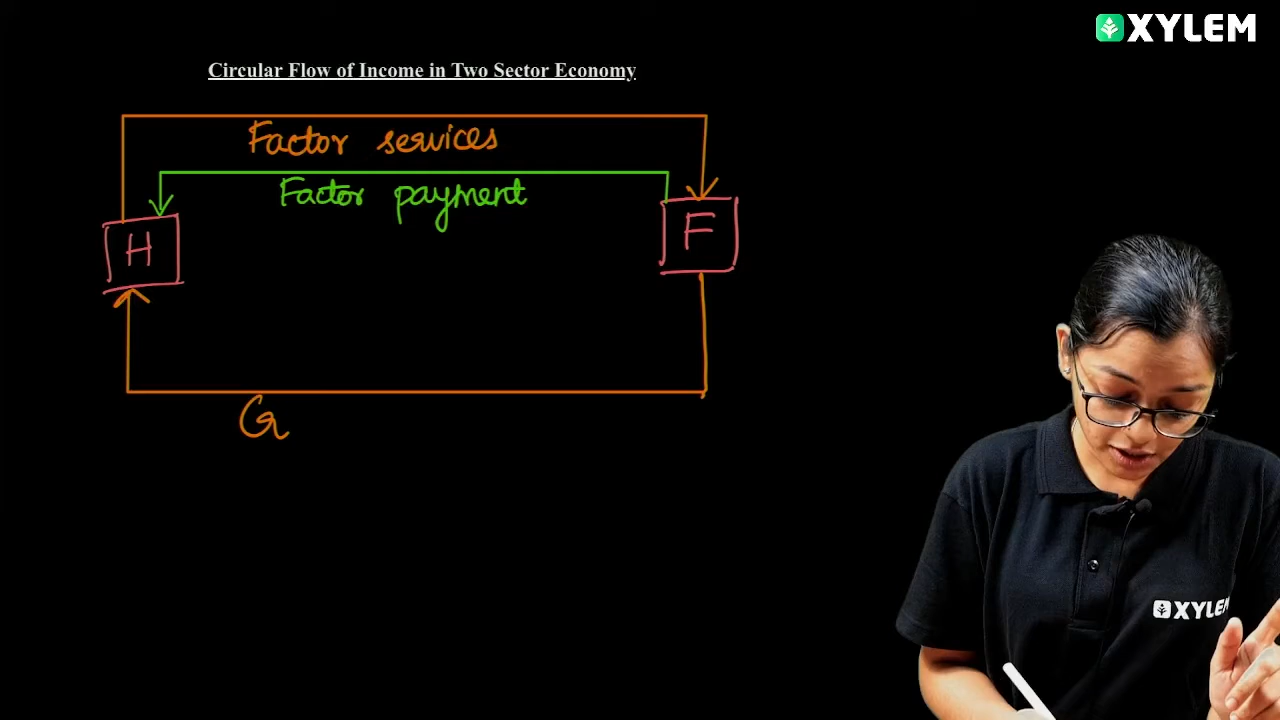 XYLEM
Circular Flow of Income in Two Sector Economy
Factor services
Factor payment
H
F
G
XYLEM